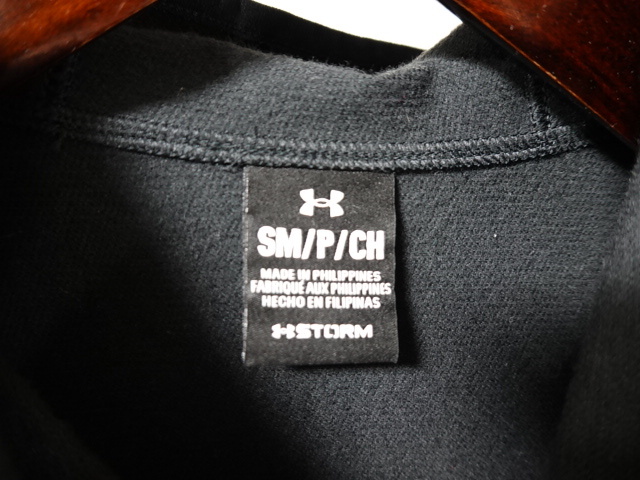 SM/P/CH
MADE IN PHILIPPINES
FABRIQUÉ AUX PHILIPPINES
HECHO EN FILIPINAS
STORM